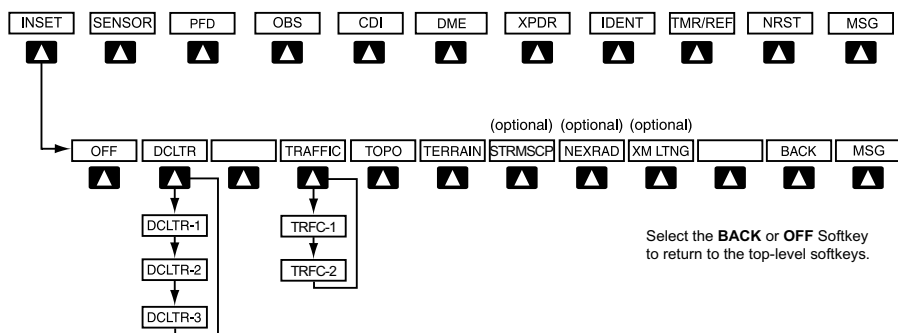 INSET SENSOR PFD OBS CDI DME XPDR IDENT TMR/REF NRST MSG
(optional) (optional) (optional)
OFF DCLTR TRAFFIC TOPO TERRAIN STRMSCP NEXRAD XM LTNG BACK MSG
DCLTR-1 TRFC-1
DCLTR-2 TRFC-2
DCLTR-3
Select the BACK or OFF Softkey
to return to the top-level softkeys.